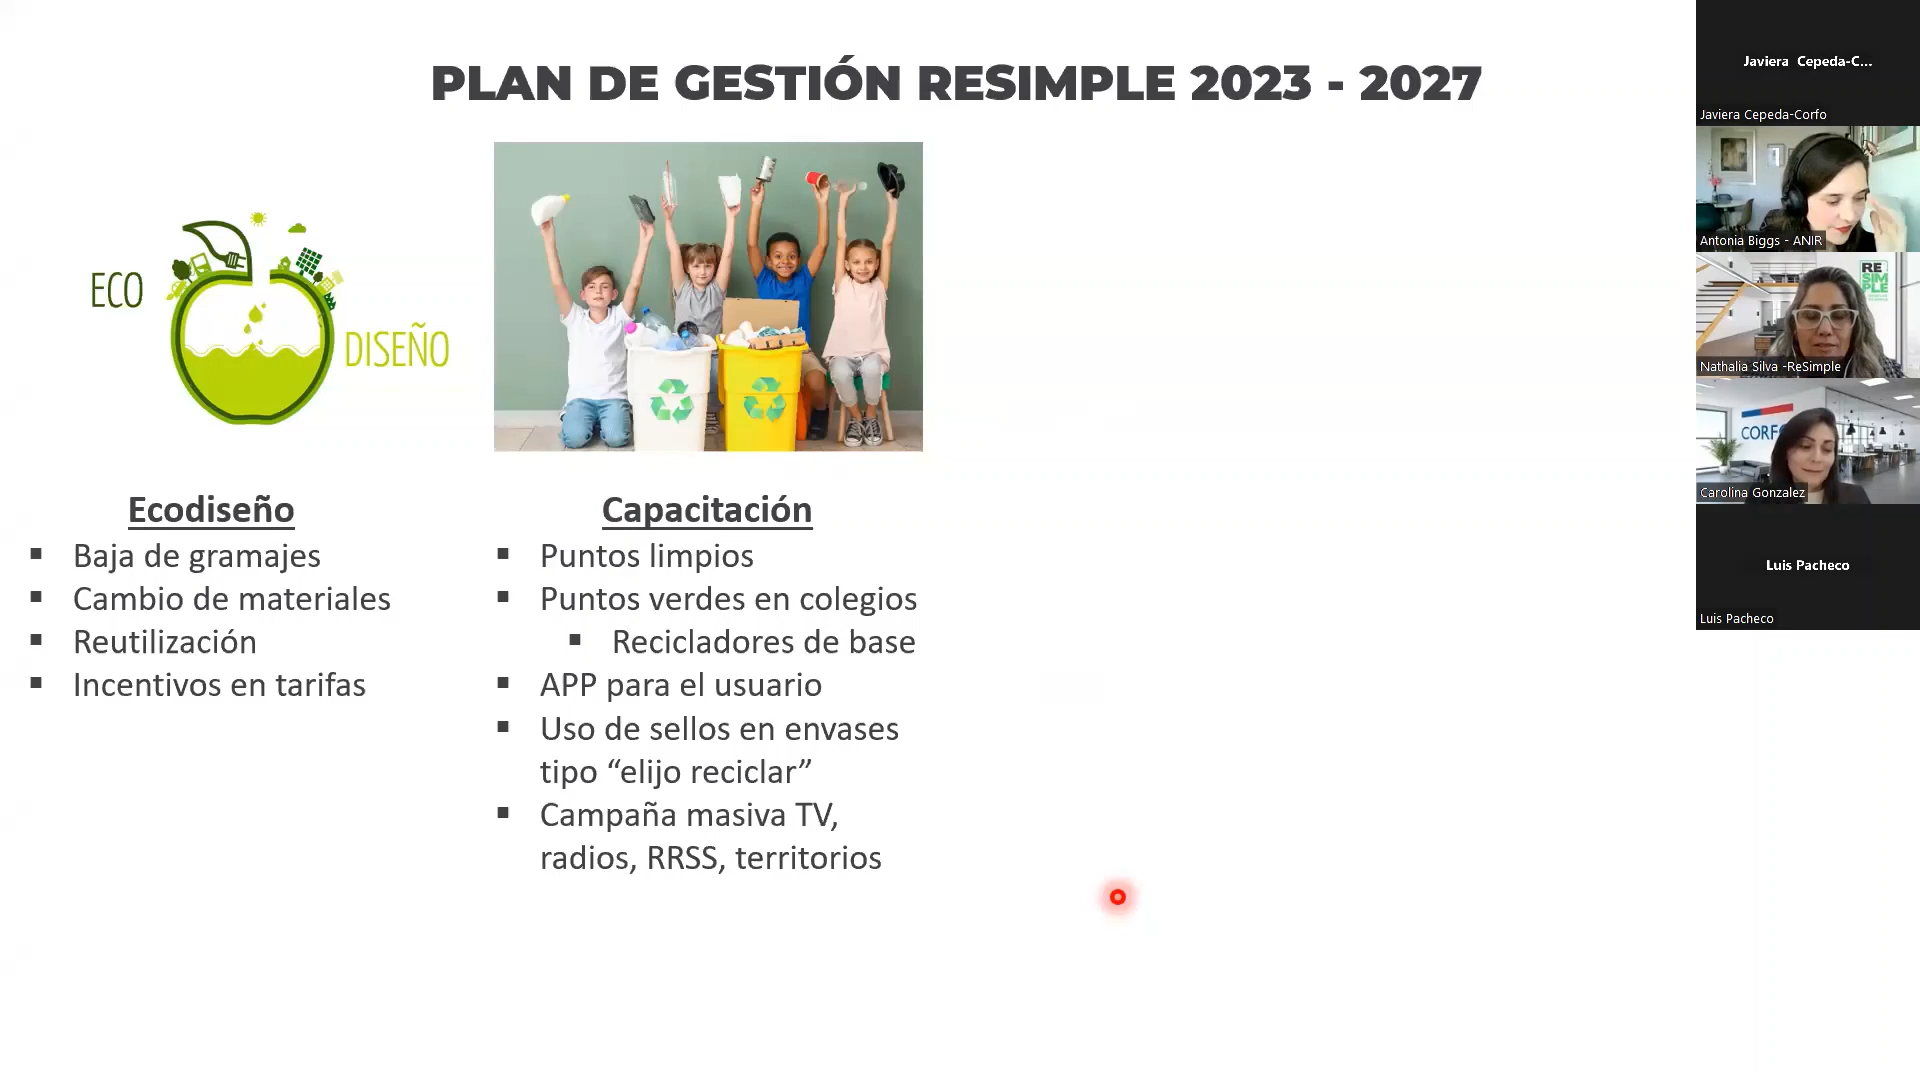 PLAN DE GESTIÓN RESIMPLE 2023 - 2027
ECO
DISEÑO
Ecodiseño
▪ Baja de gramajes
▪ Cambio de materiales
▪ Reutilización
▪ Incentivos en tarifas
Capacitación
▪ Puntos limpios
▪ Puntos verdes en colegios
▪ Recicladores de base
▪ APP para el usuario
▪ Uso de sellos en envases
tipo “elijo reciclar”
▪ Campaña masiva TV,
radios, RRSS, territorios
Javiera Cepeda-C...
Javiera Cepeda-Corfo
Antonia Biggs - ANIR
RE
SIM
PLE
Nathalia Silva -ReSimple
CORF
Carolina Gonzalez
Luis Pacheco
Luis Pacheco